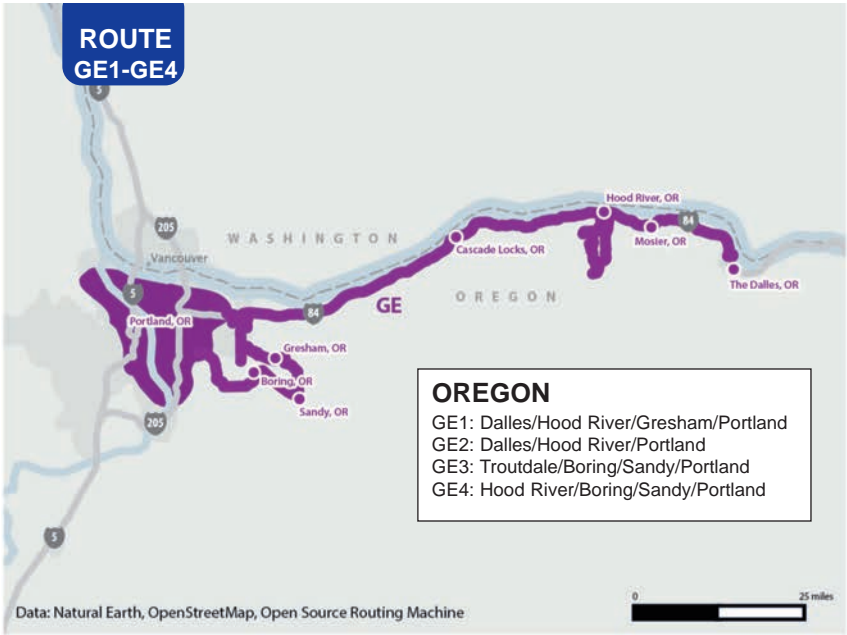 ROUTE
GE1-GE4
5
205
WASHINGTON
Vancouver
Hood River, OR
84
Mosier, OR
Cascade Locks, OR
The Dalles, OR
OREGON
GE
84
5
Portland, OR
Gresham, OR
Boring, OR
Sandy, OR
205
5
OREGON
GE1: Dalles/Hood River/Gresham/Portland
GE2: Dalles/Hood River/Portland
GE3: Troutdale/Boring/Sandy/Portland
GE4: Hood River/Boring/Sandy/Portland
0 25 miles
Data: Natural Earth, OpenStreetMap, Open Source Routing Machine